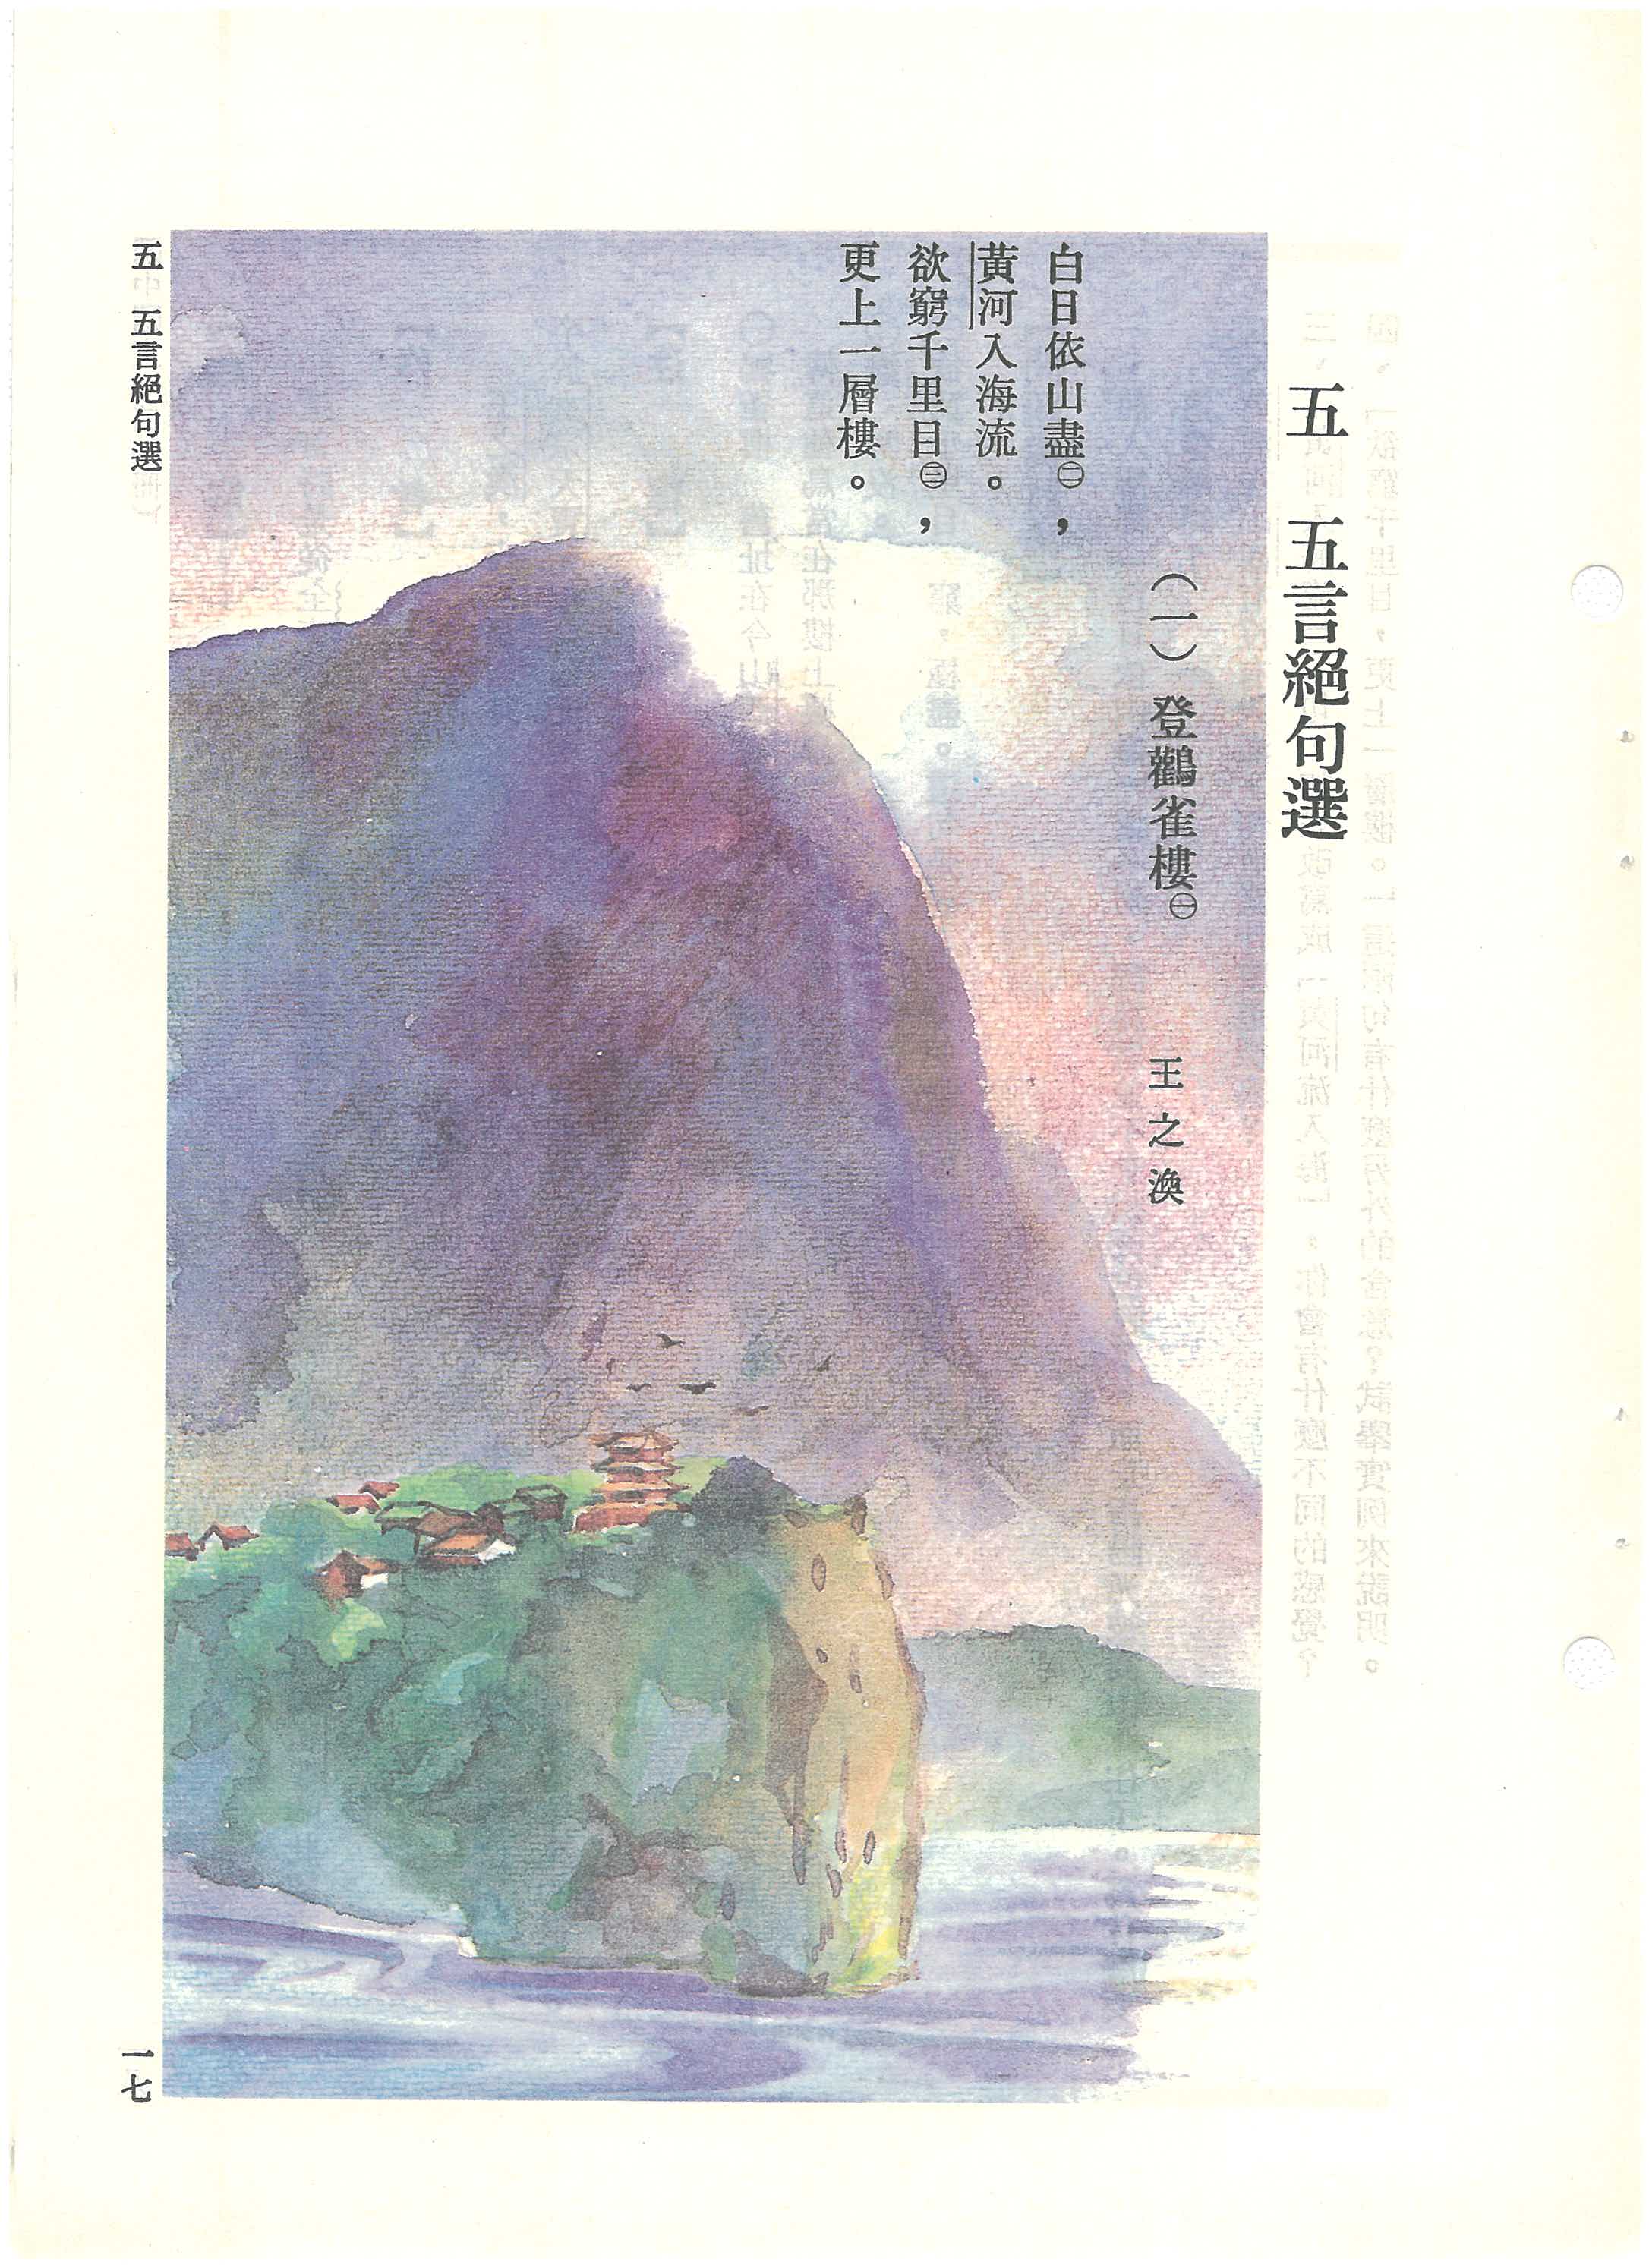 五　五言絕句選
（一）登鸛雀樓㊀　王之渙
白日依山盡㊁，
黃河入海流。
欲窮千里目㊂，
更上一層樓。
五　五言絕句選
一七